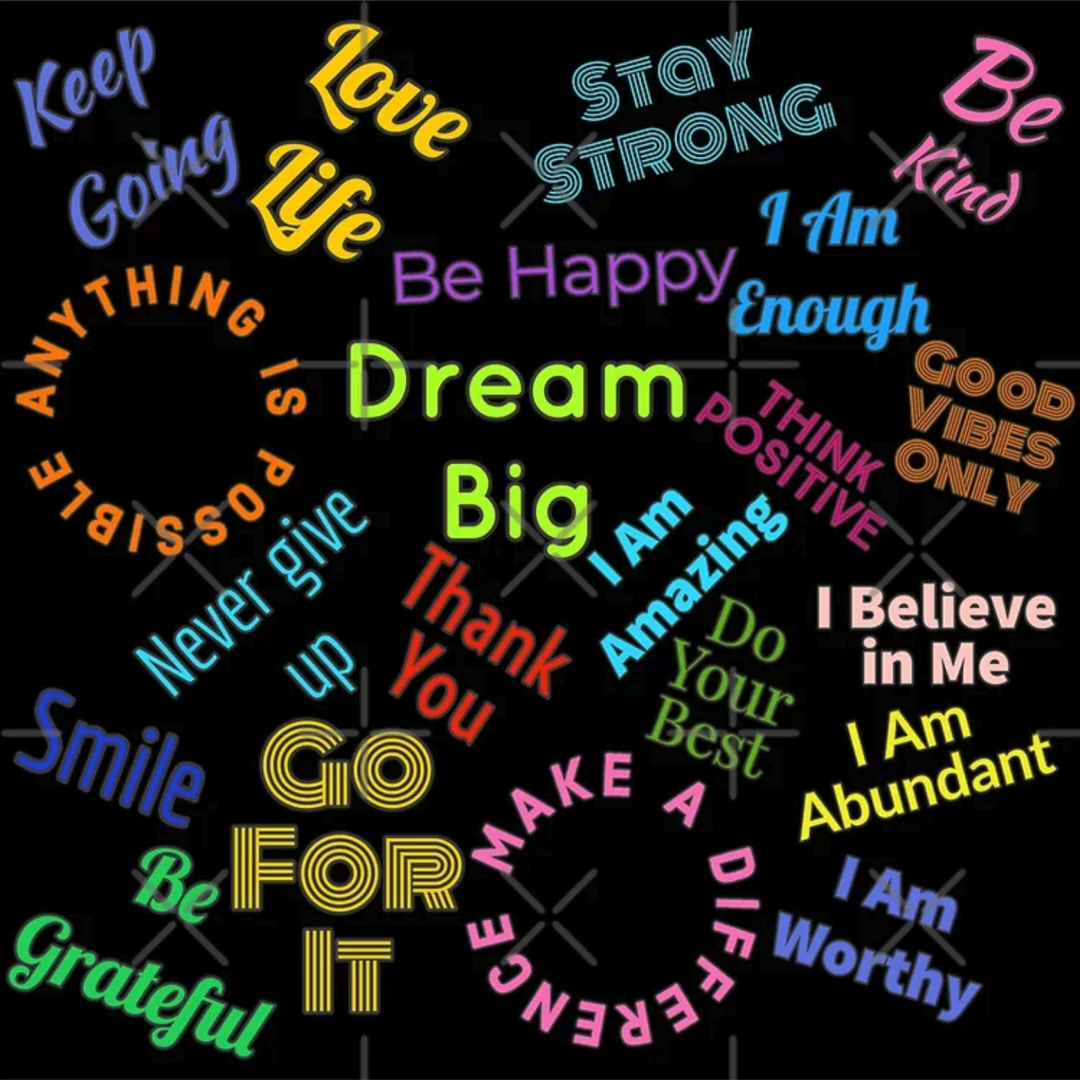 Keep
Going
Love
Life
STAY
STRONG
Be
Kind
I Am
Enough
Be Happy
ANYTHING IS POSSIBLE
Dream
Big
THINK
POSITIVE
GOOD
VIBES
ONLY
Never give
up
Thank
You
I Am
Amazing
Do
Your
Best
I Believe
in Me
I Am
Abundant
Smile
GO
FOR
IT
MAKE A DIFFERENCE
I Am
Worthy
Be
Grateful